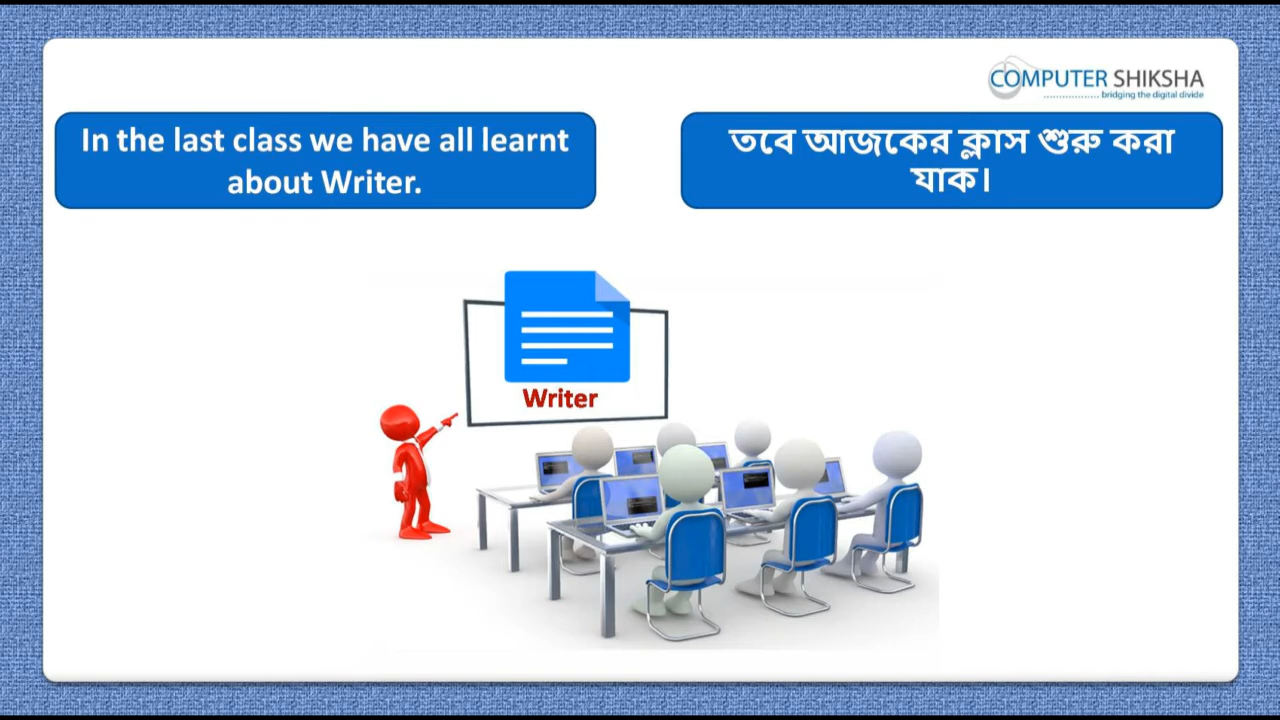 COMPUTER SHIKSHA
.................... bridging the digital divide
In the last class we have all learnt
about Writer.
তবে আজকের ক্লাস শুরু করা
যাক।
Writer